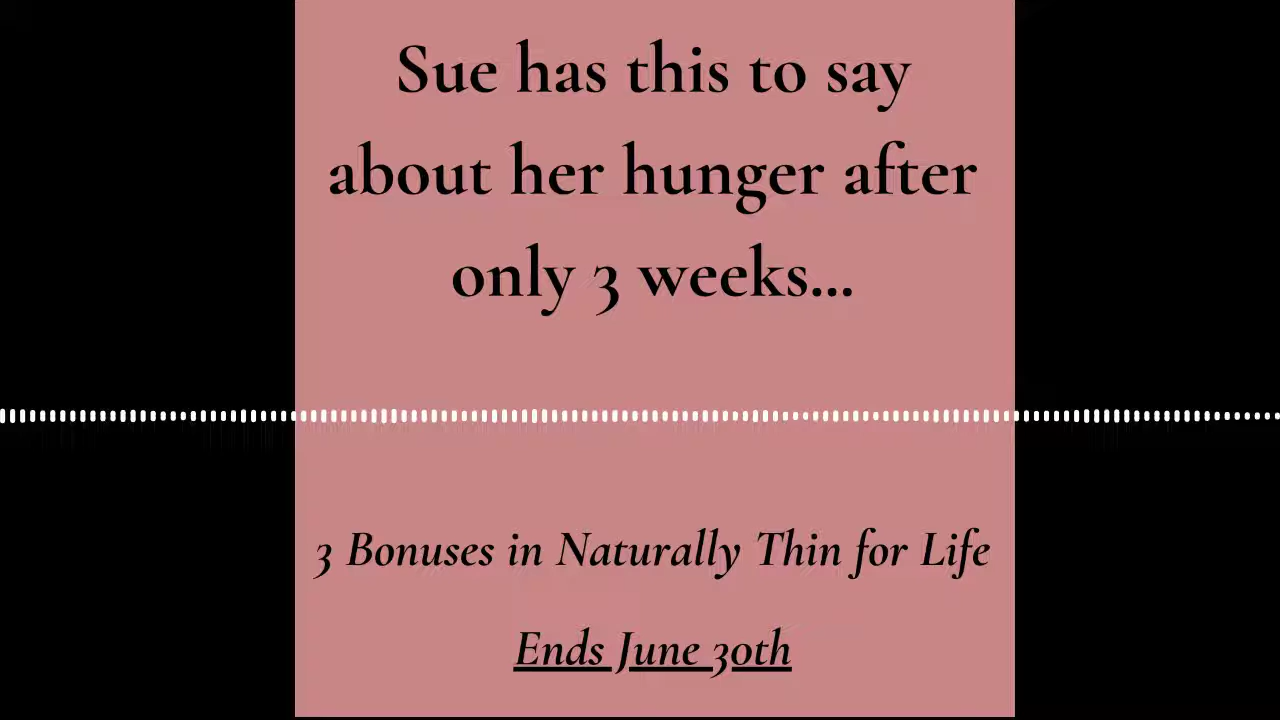 Sue has this to say
about her hunger after
only 3 weeks...
3 Bonuses in Naturally Thin for Life
Ends June 30th